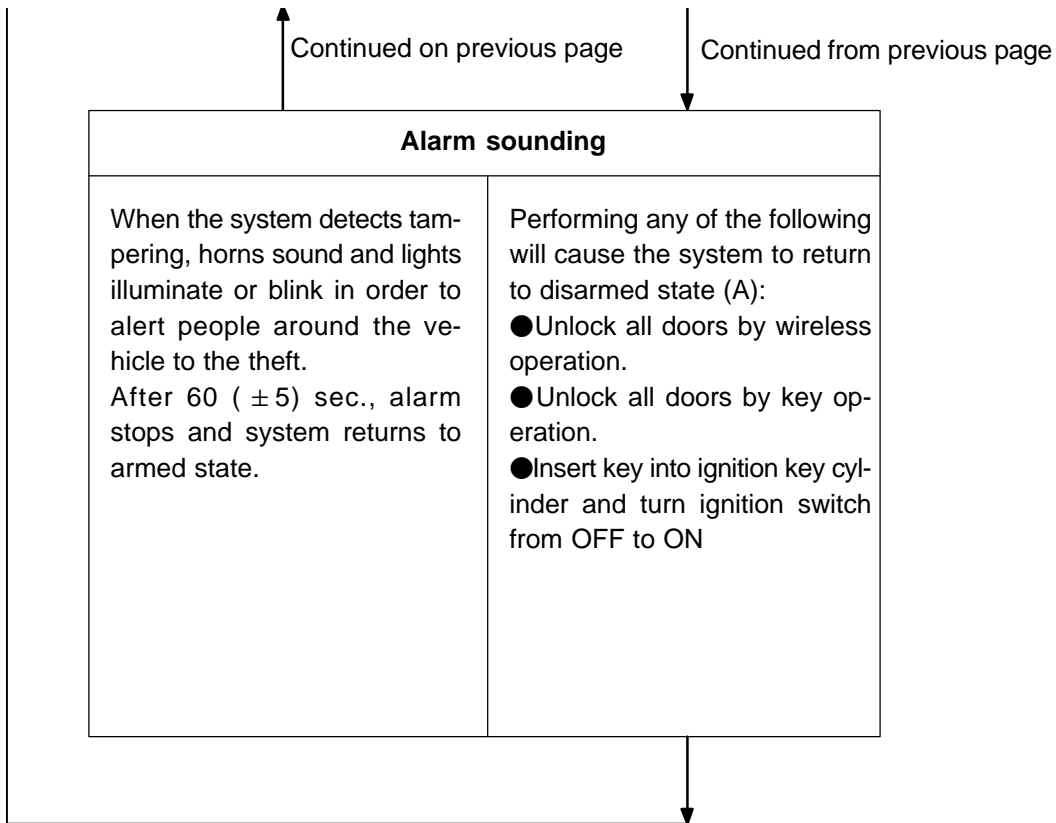 Continued on previous page
Continued from previous page
Alarm sounding
When the system detects tam-
pering, horns sound and lights
illuminate or blink in order to
alert people around the ve-
hicle to the theft.
After 60 ( ±5) sec., alarm
stops and system returns to
armed state.
Performing any of the following
will cause the system to return
to disarmed state (A):
●Unlock all doors by wireless
operation.
●Unlock all doors by key op-
eration.
●Insert key into ignition key cyl-
inder and turn ignition switch
from OFF to ON